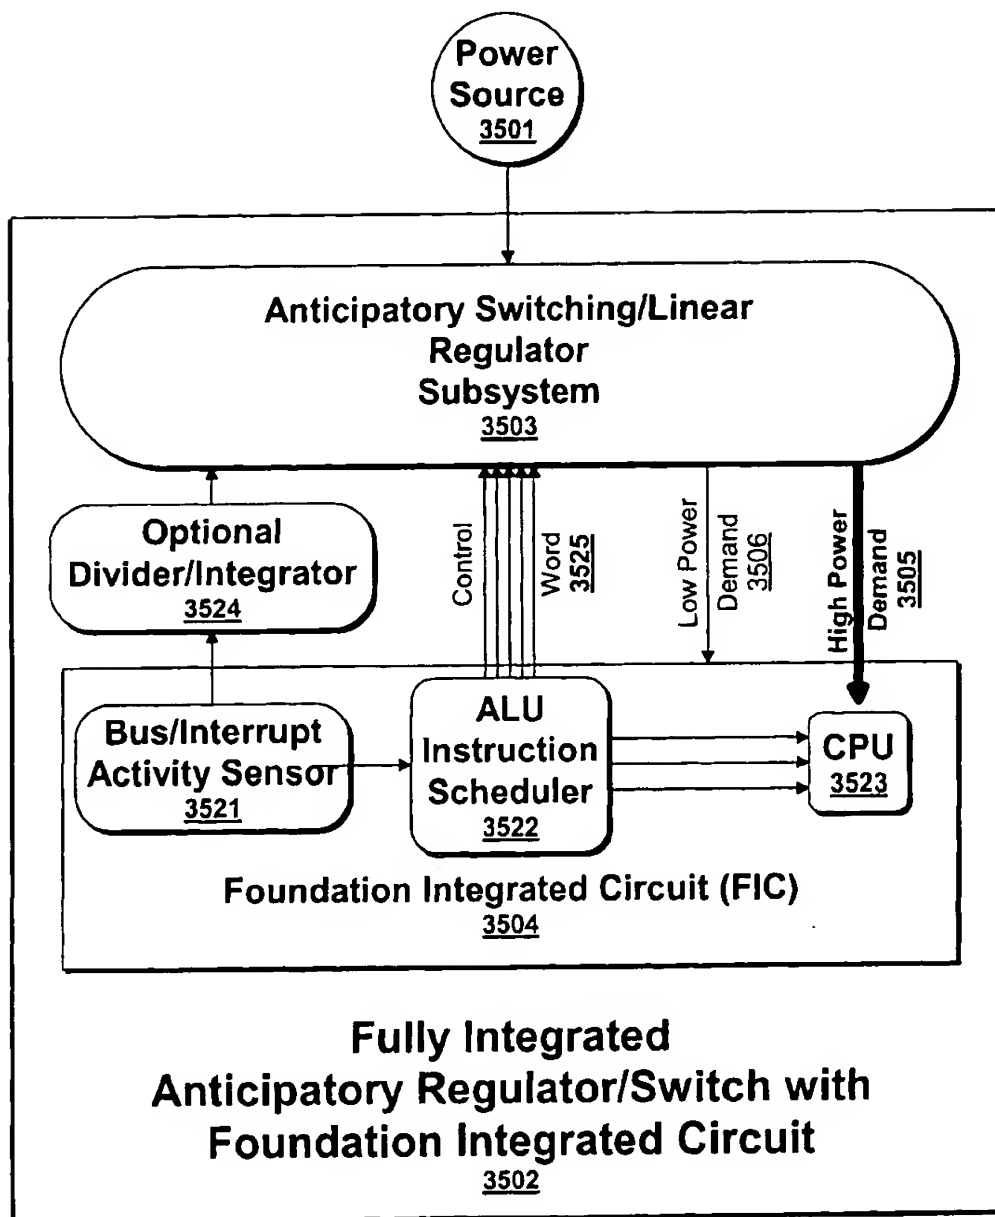 Power
Source
3501
Anticipatory Switching/Linear
Regulator
Subsystem
3503
Optional
Divider/Integrator
3524
Control
Word
3525
Low Power
Demand
3506
High Power
Demand
3505
Bus/Interrupt
Activity Sensor
3521
ALU
Instruction
Scheduler
3522
CPU
3523
Foundation Integrated Circuit (FIC)
3504
Fully Integrated
Anticipatory Regulator/Switch with
Foundation Integrated Circuit
3502